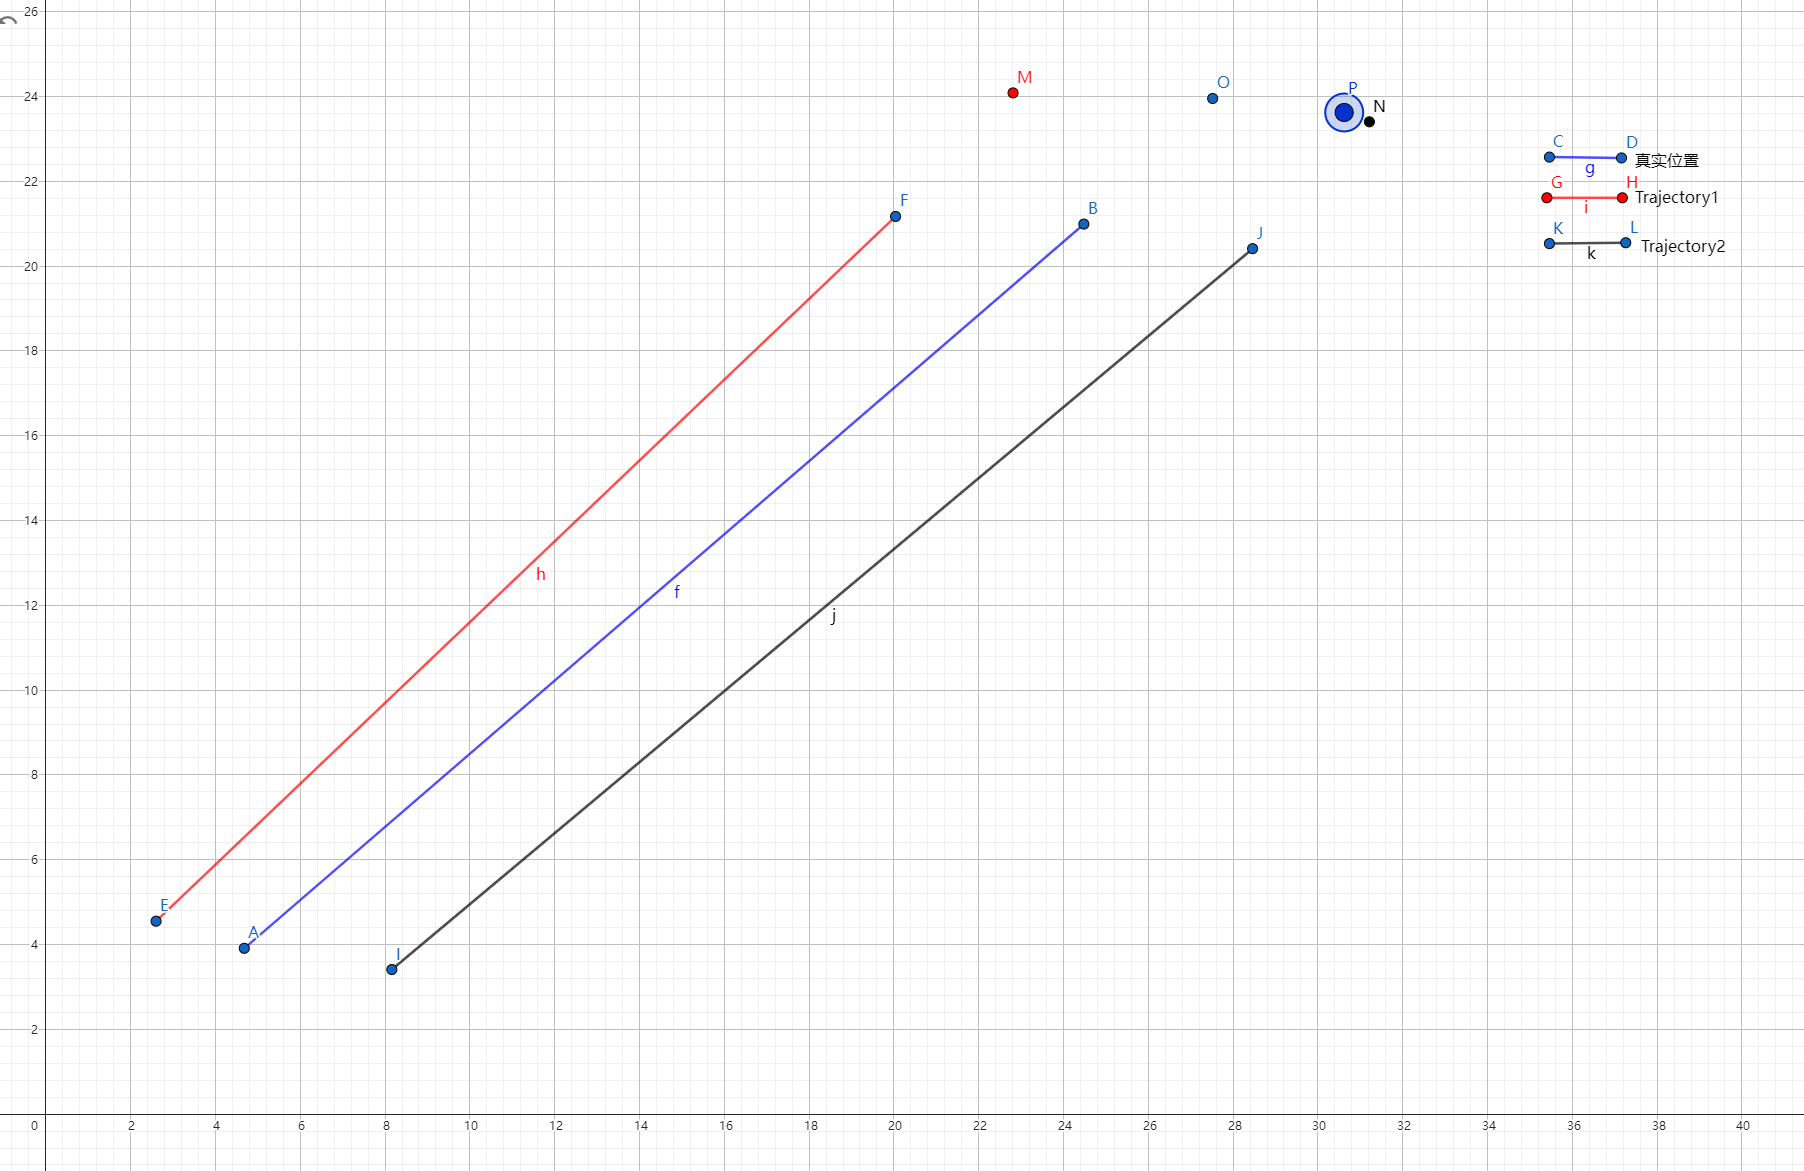 26
24
22
20
18
16
14
12
10
8
6
4
2
0 2 4 6 8 10 12 14 16 18 20 22 24 26 28 30 32 34 36 38 40
M
O
P
N
F
B
J
h
f
j
E
A
I
C D
g 真实位置
G H
i Trajectory1
K L
k Trajectory2